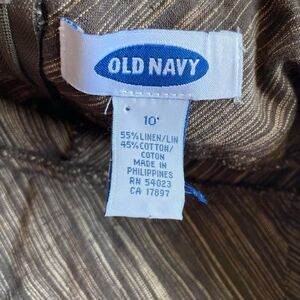 OLD NAVY
10
55% LINEN/LIN
45% COTTON/
COTON
MADE IN
PHILIPPINES
RN 54023
CA 17897